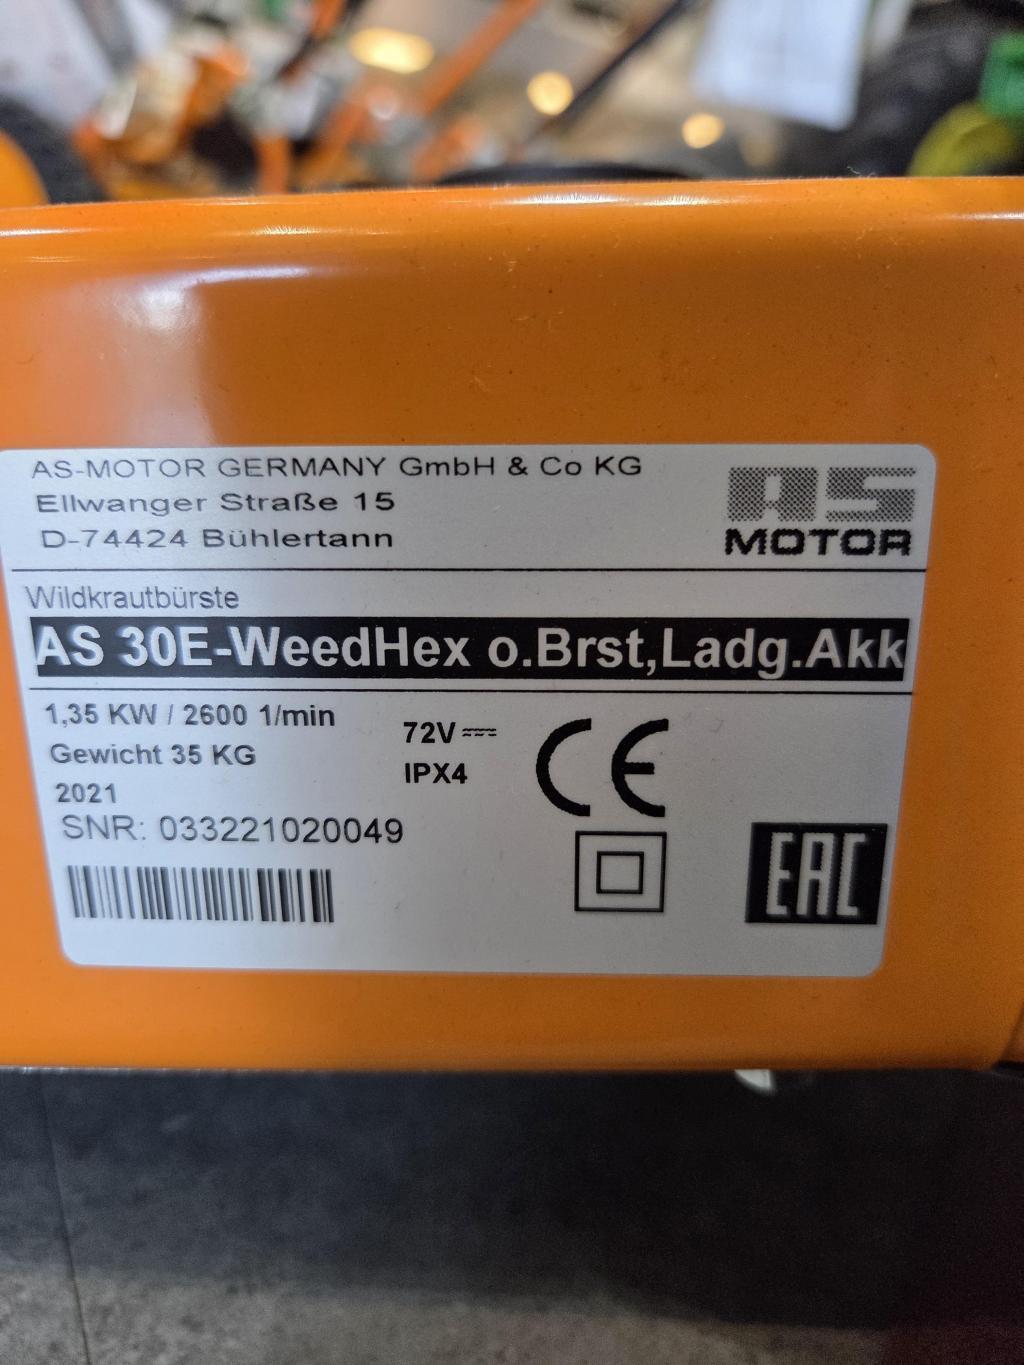 AS-MOTOR GERMANY GmbH & Co KG
Ellwanger Straße 15
D-74424 Bühlertann
AS
MOTOR
Wildkrautbürste
AS 30E-WeedHex o.Brst,Ladg.Akk
1,35 KW / 2600 1/min
Gewicht 35 KG
2021
72V
IPX4
CE
SNR: 033221020049
EAC